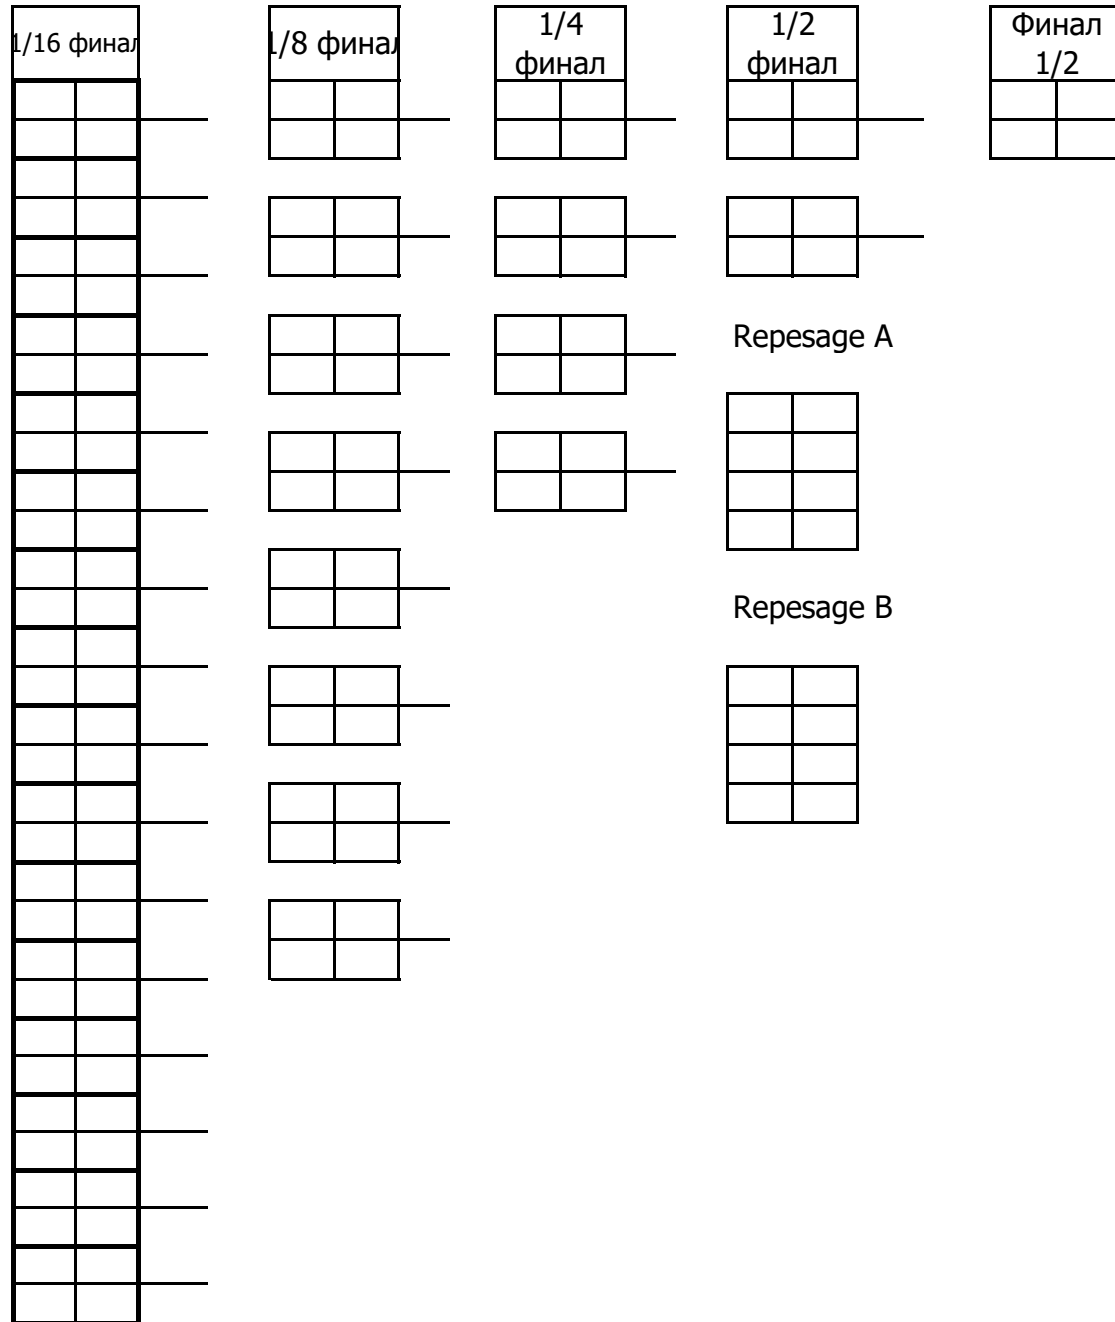 1/16 финал
1/8 финал
1/4
финал
1/2
финал
Финал
1/2
Repesage A
Repesage B